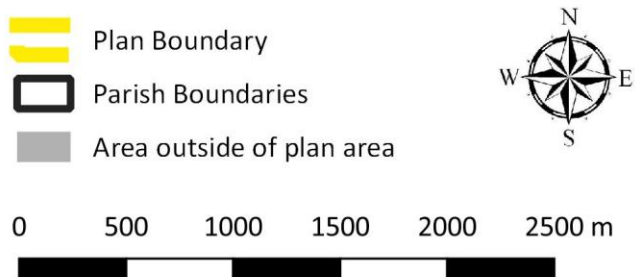 Plan Boundary
Parish Boundaries
Area outside of plan area
N
W E
S
0 500 1000 1500 2000 2500 m